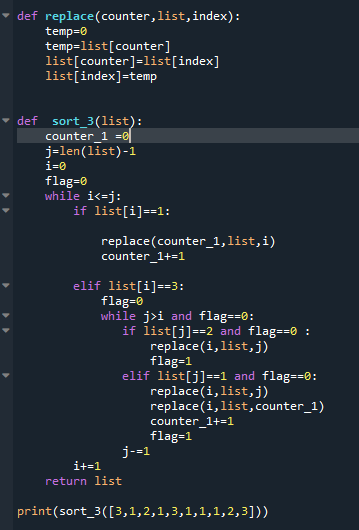 def replace(counter,list,index):
    temp=0
    temp=list[counter]
    list[counter]=list[index]
    list[index]=temp
def  sort_3(list):
    counter_1 =0
    j=len(list)-1
    i=0
    flag=0
    while i<=j:
        if list[i]==1:
            replace(counter_1,list,i)
            counter_1+=1
        elif list[i]==3:
            flag=0
            while j>i and flag==0:
                if list[j]==2 and flag==0 :
                    replace(i,list,j)
                    flag=1
                elif list[j]==1 and flag==0:
                    replace(i,list,j)
                    replace(i,list,counter_1)
                    counter_1+=1
                    flag=1
                j-=1
        i+=1
    return list
print(sort_3([3,1,2,1,3,1,1,1,2,3]))